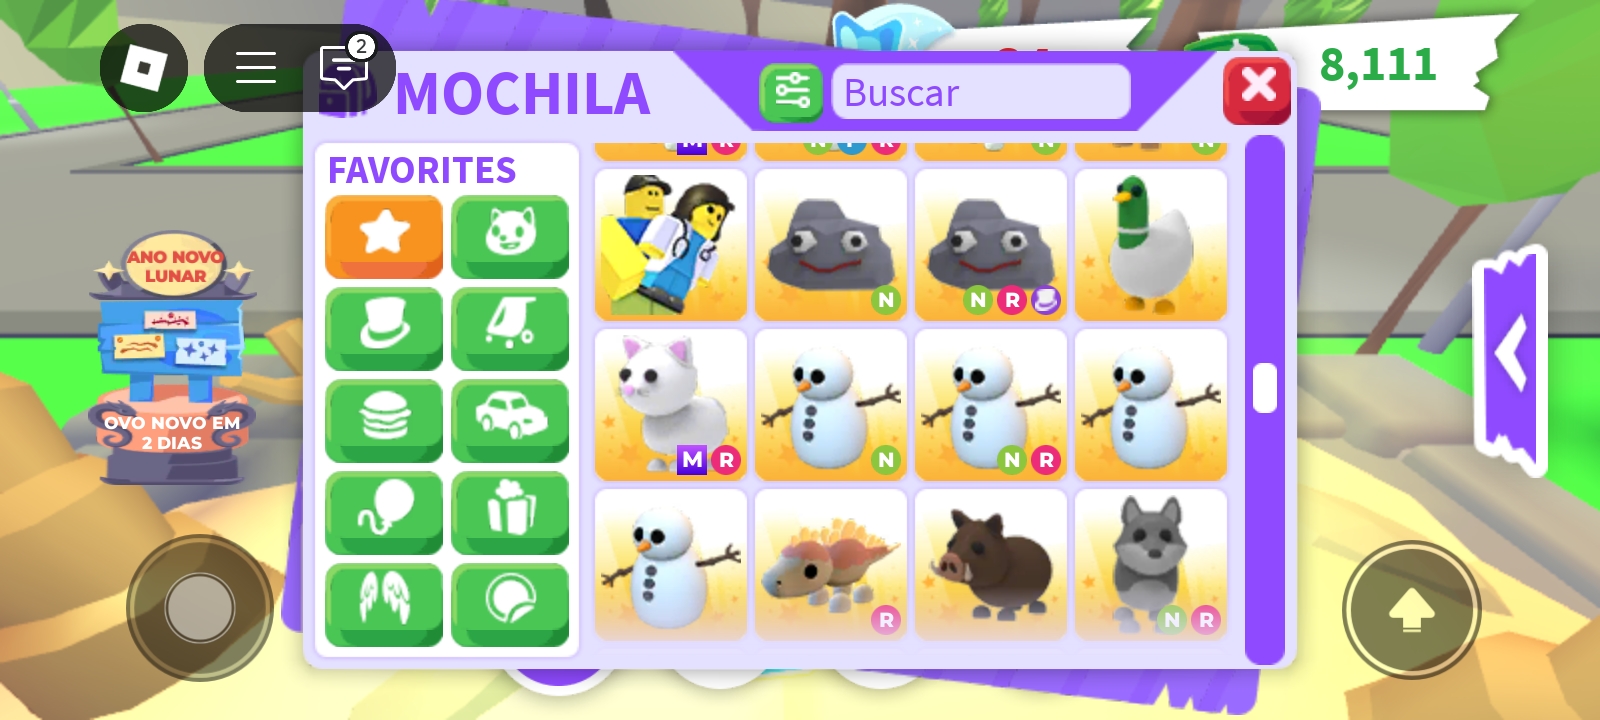 2
MOCHILA
Buscar
8,111
FAVORITES
M R
N R
N
N
N
N R
ANO NOVO
LUNAR
M R
N
N R
OVO NOVO EM
2 DIAS
R
N R